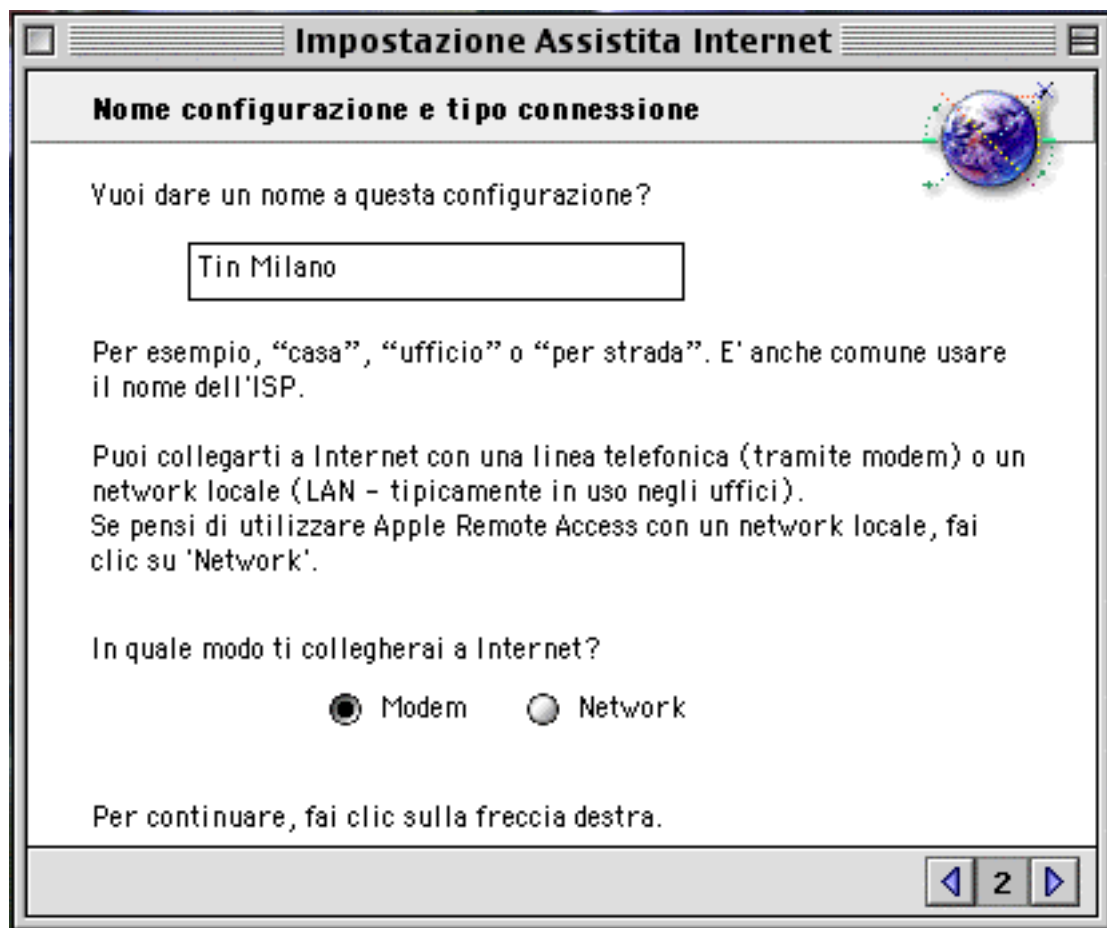 Impostazione Assistita Internet
Nome configurazione e tipo connessione
Vuoi dare un nome a questa configurazione?
Tin Milano
Per esempio, “casa”, “ufficio” o “per strada”. E' anche comune usare
il nome dell'ISP.
Puoi collegarti a Internet con una linea telefonica (tramite modem) o un
network locale (LAN - tipicamente in uso negli uffici).
Se pensi di utilizzare Apple Remote Access con un network locale, fai
clic su 'Network'.
In quale modo ti collegherai a Internet?
Modem Network
Per continuare, fai clic sulla freccia destra.
2